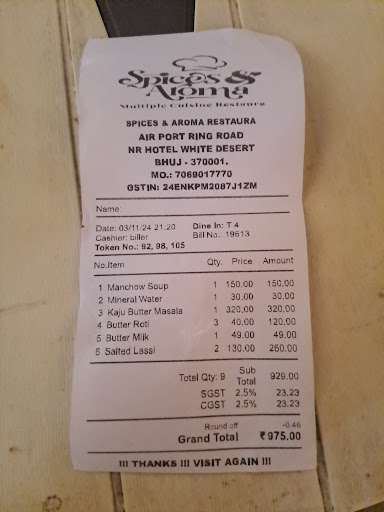 Spices &
Aroma
Multiple Cuisine Restaura
SPICES & AROMA RESTAURA
AIR PORT RING ROAD
NR HOTEL WHITE DESERT
BHUJ - 370001.
MO.: 7068017770
GSTIN: 24ENKPM2087J1ZM
Name:
Date: 03/11/24 21:20 Dine In: T 4
Cashier: biller Bill No.: 19613
Token No.: 92, 98, 105
No.Item Qty. Price Amount
1 Manchow Soup 1 150.00 150.00
2 Mineral Water 1 30.00 30.00
3 Kaju Butter Masala 1 320.00 320.00
4 Butter Roti 3 40.00 120.00
5 Butter Milk 1 49.00 49.00
6 Salted Lassi 2 130.00 260.00
Total Qty: 9 Sub Total 929.00
SGST 2.5% 23.23
CGST 2.5% 23.23
Round off -0.46
Grand Total ₹975.00
!!! THANKS !!! VISIT AGAIN !!!